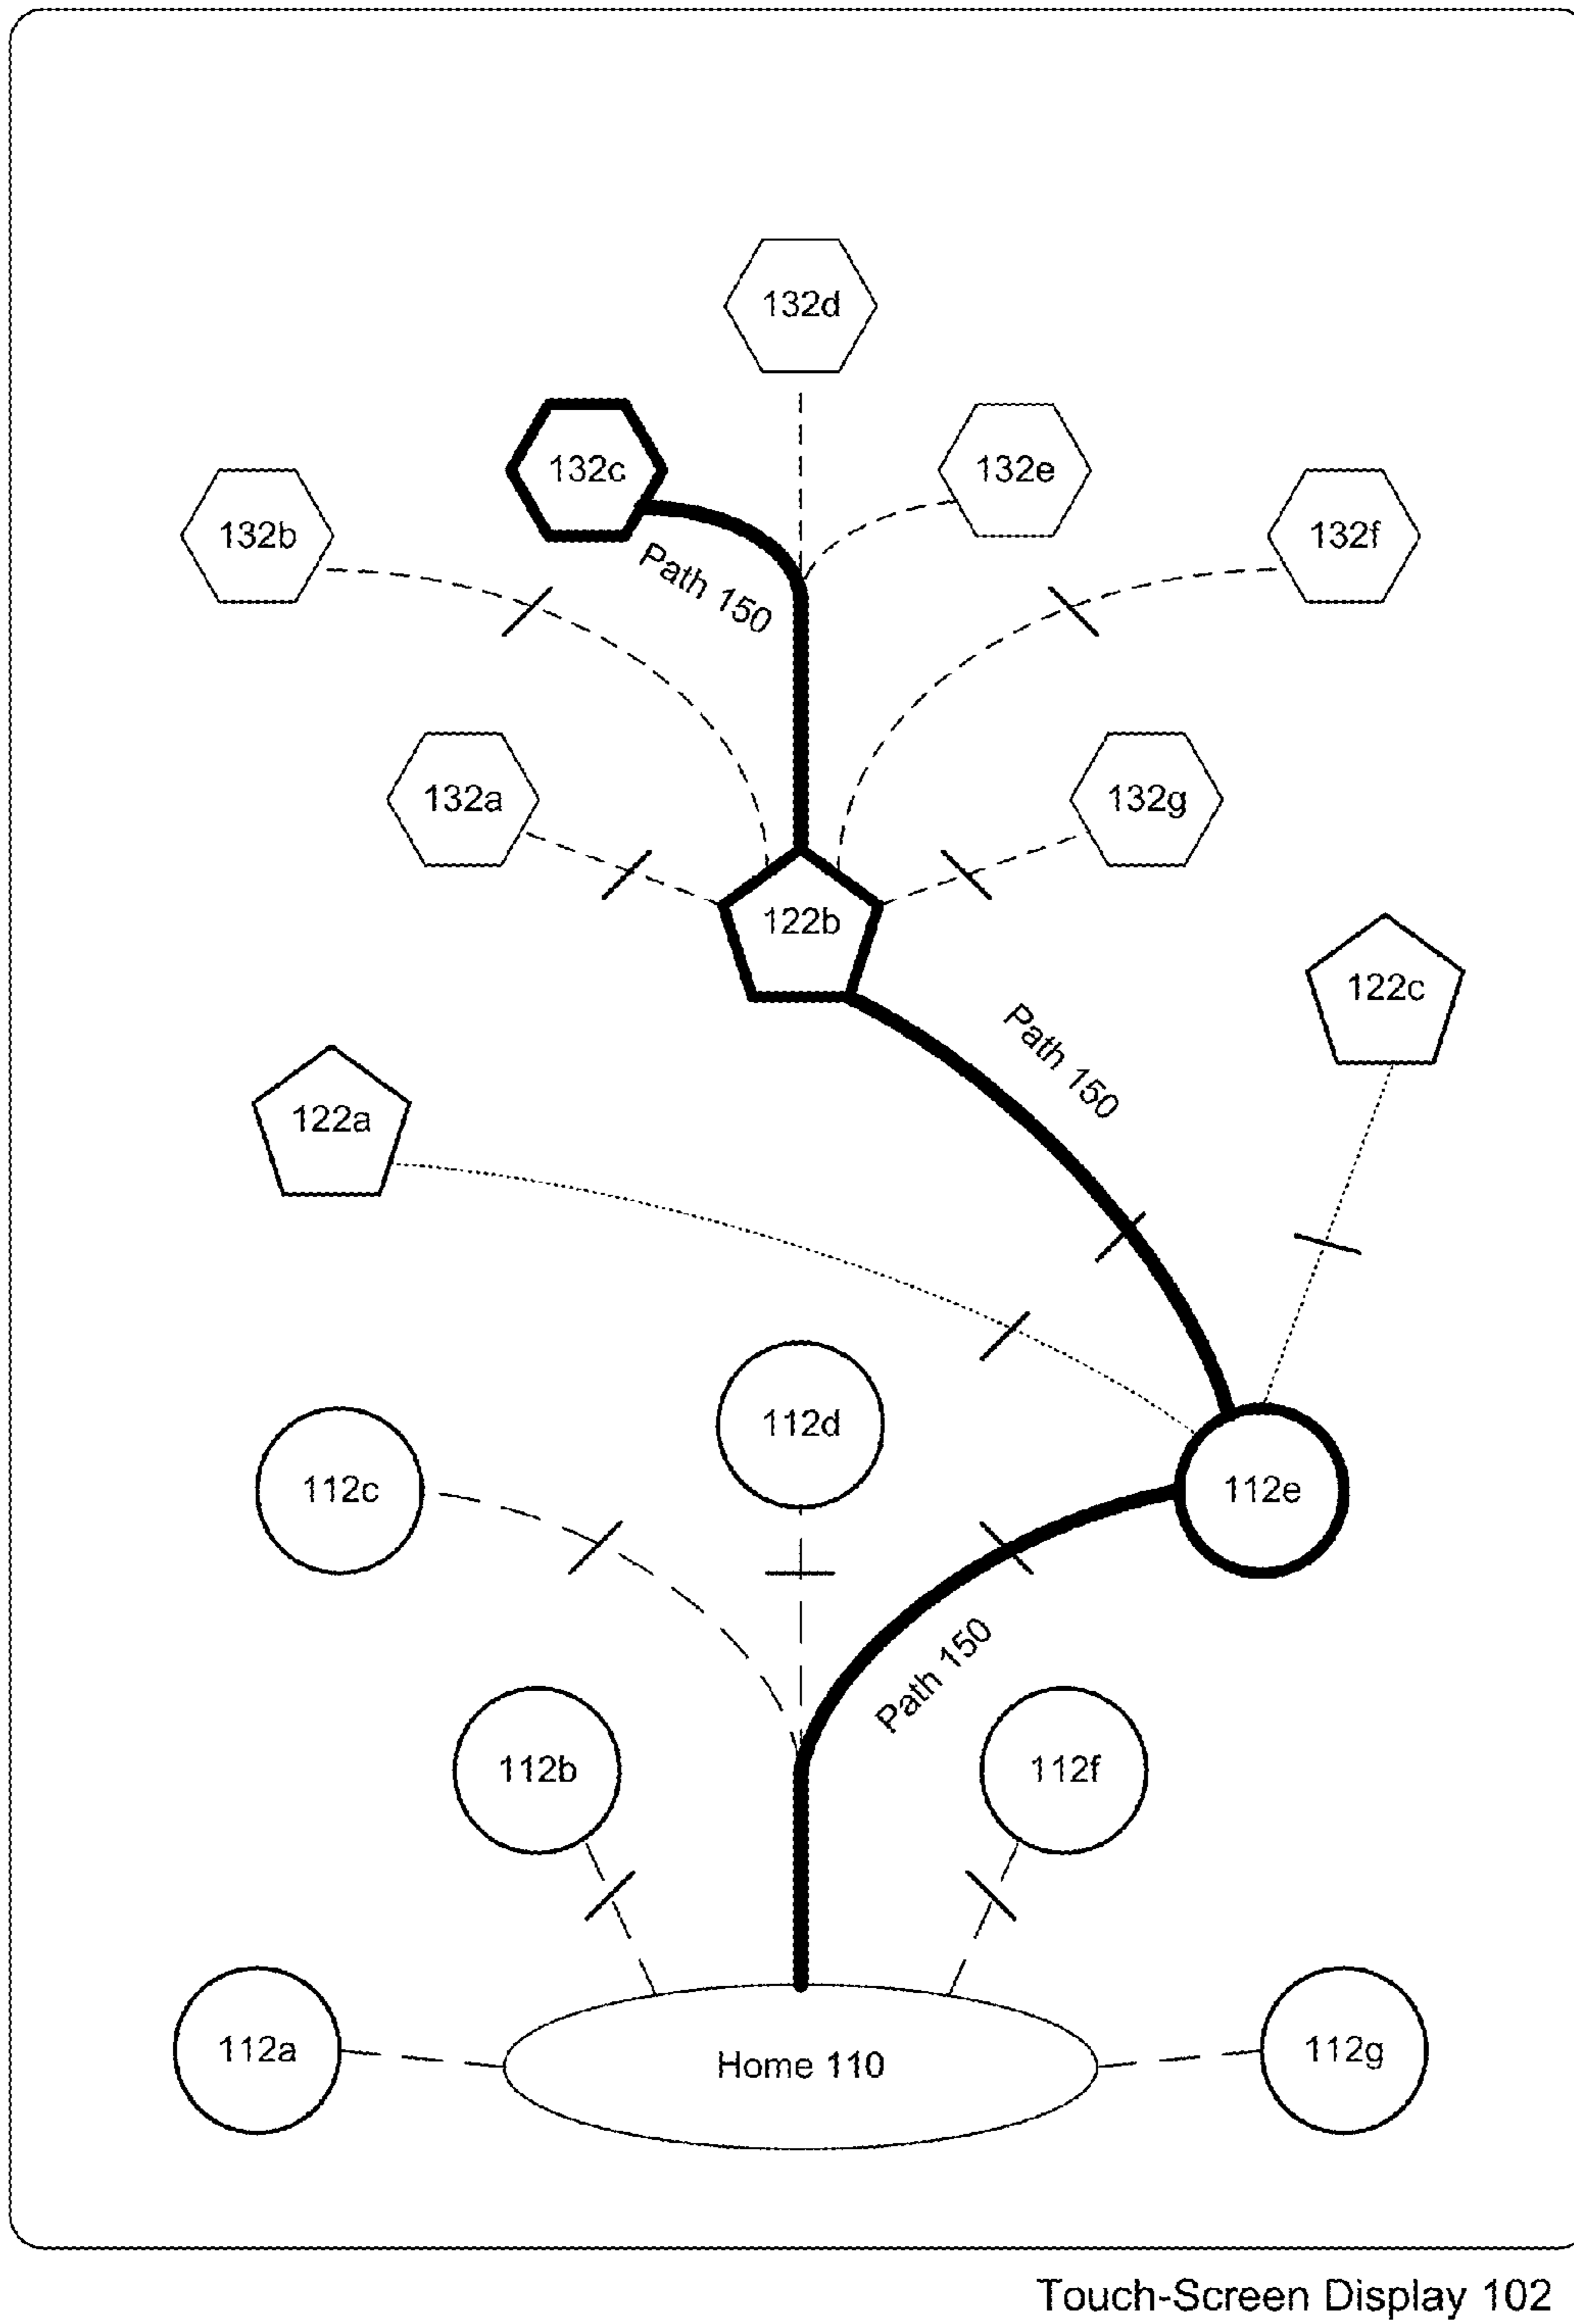 132d
132c
132e
132b
132f
Path 150
132a
132g
122b
122c
Path 150
122a
112d
112c
112e
Path 150
112b
112f
112a
Home 110
112g
Touch-Screen Display 102